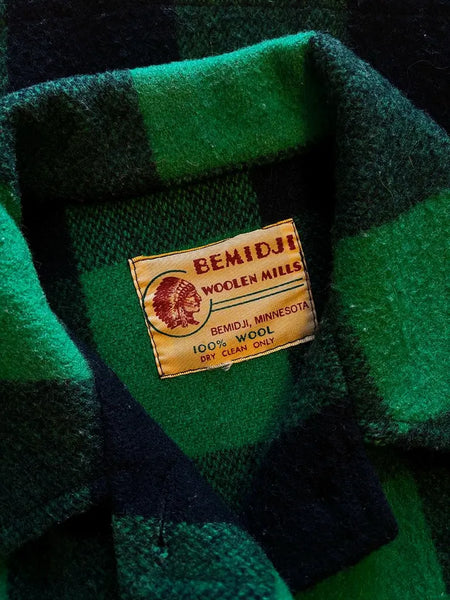 BEMIDJI
WOOLEN MILLS
BEMIDJI, MINNESOTA
100% WOOL
DRY CLEAN ONLY